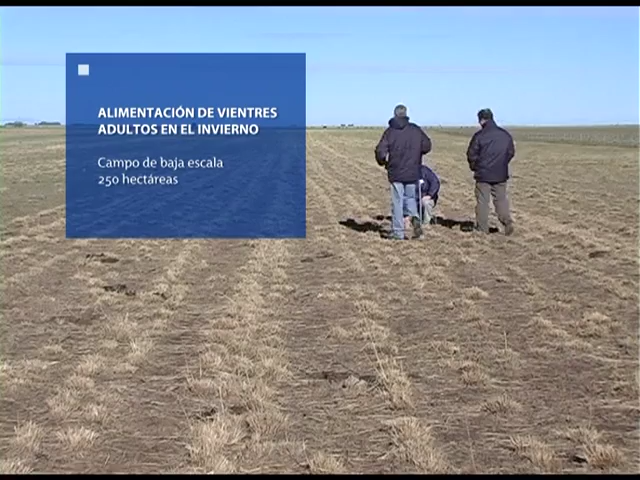 ALIMENTACIÓN DE VIENTRES
ADULTOS EN EL INVIERNO
Campo de baja escala
250 hectáreas